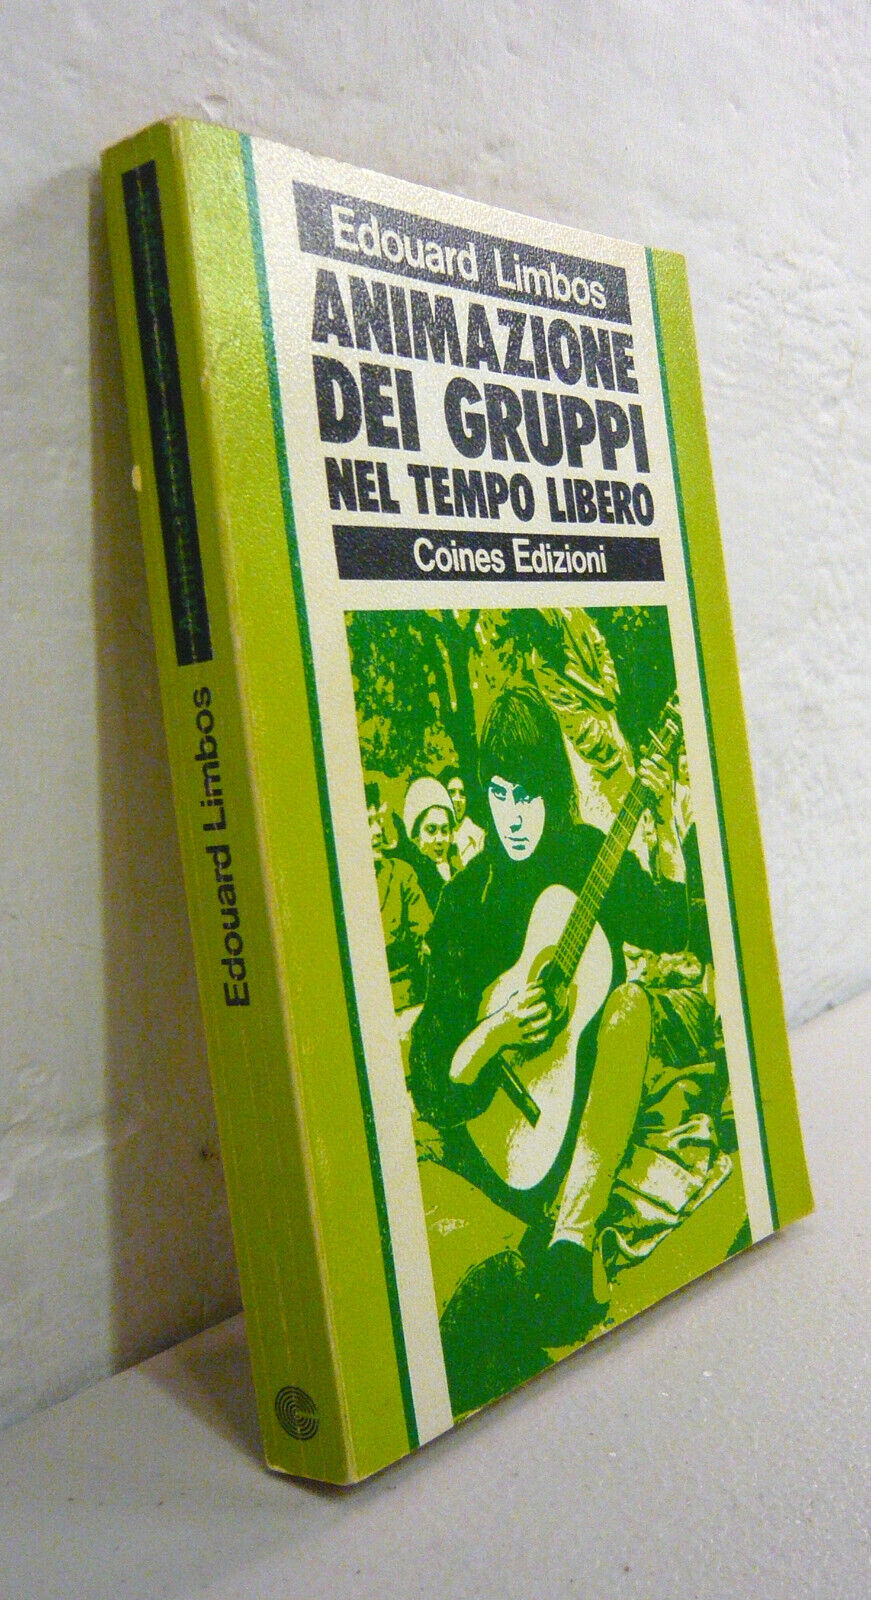 Edouard Limbos
ANIMAZIONE
DEI GRUPPI
NEL TEMPO LIBERO
Coines Edizioni
Edouard Limbos